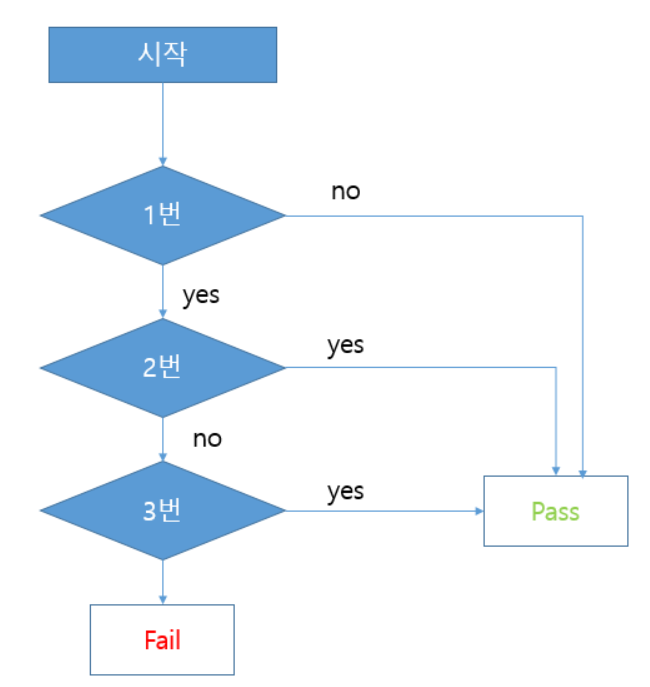 시작
1번
no
yes
2번
yes
no
3번
yes
Pass
Fail